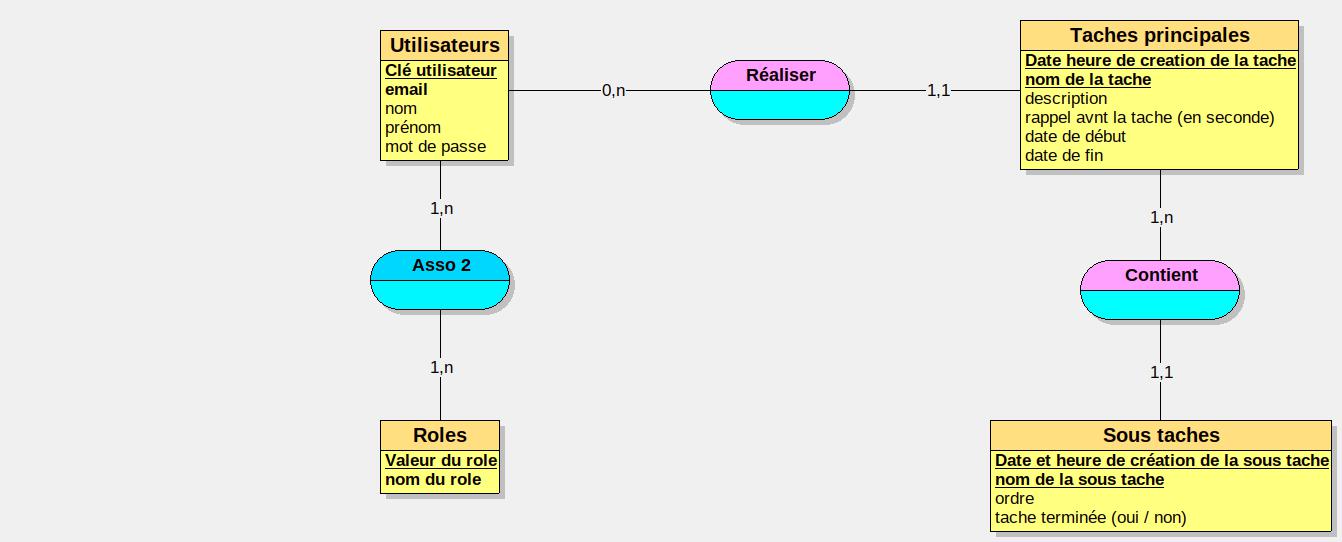 Utilisateurs
Clé utilisateur
email
nom
prénom
mot de passe
0,n
Réaliser
1,1
Taches principales
Date heure de creation de la tache
nom de la tache
description
rappel avnt la tache (en seconde)
date de début
date de fin
1,n
Asso 2
1,n
Roles
Valeur du role
nom du role
1,n
Contient
1,1
Sous taches
Date et heure de création de la sous tache
nom de la sous tache
ordre
tache terminée (oui / non)